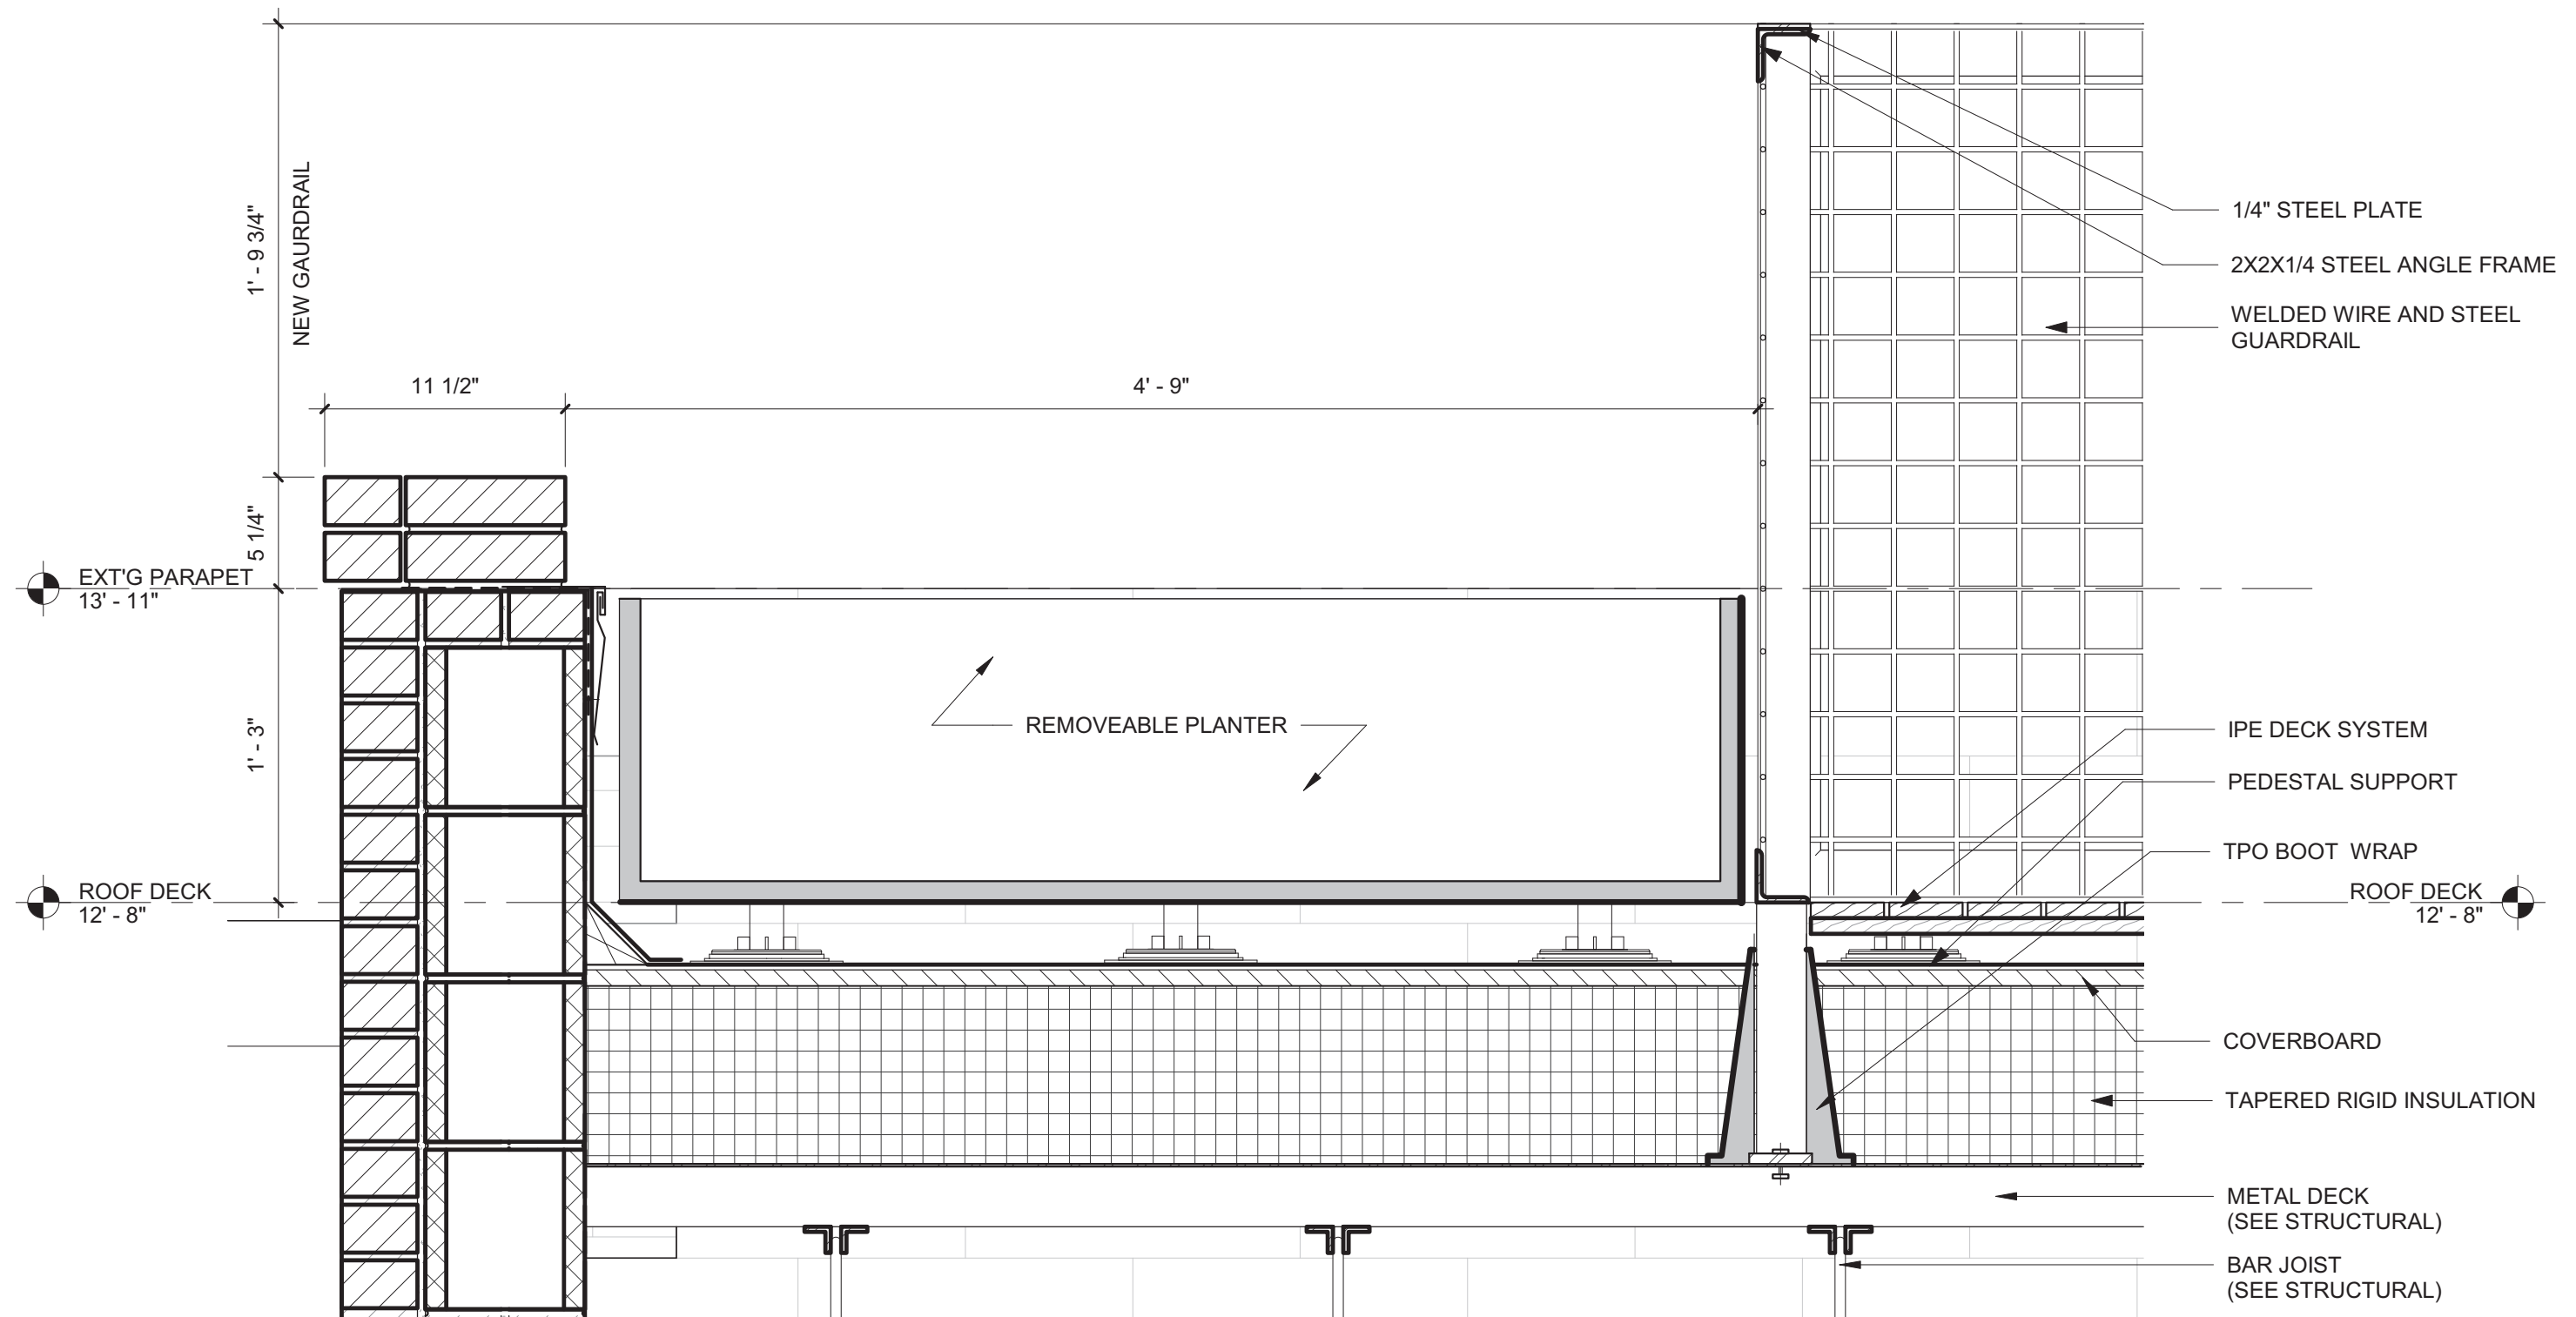 1' - 9 3/4"
NEW GAURDRAIL
11 1/2"
4' - 9"
5 1/4"
EXT'G PARAPET
13' - 11"
1' - 3"
ROOF DECK
12' - 8"
REMOVEABLE PLANTER
1/4" STEEL PLATE
2X2X1/4 STEEL ANGLE FRAME
WELDED WIRE AND STEEL
GUARDRAIL
IPE DECK SYSTEM
PEDESTAL SUPPORT
TPO BOOT WRAP
ROOF DECK
12' - 8"
COVERBOARD
TAPERED RIGID INSULATION
METAL DECK
(SEE STRUCTURAL)
BAR JOIST
(SEE STRUCTURAL)